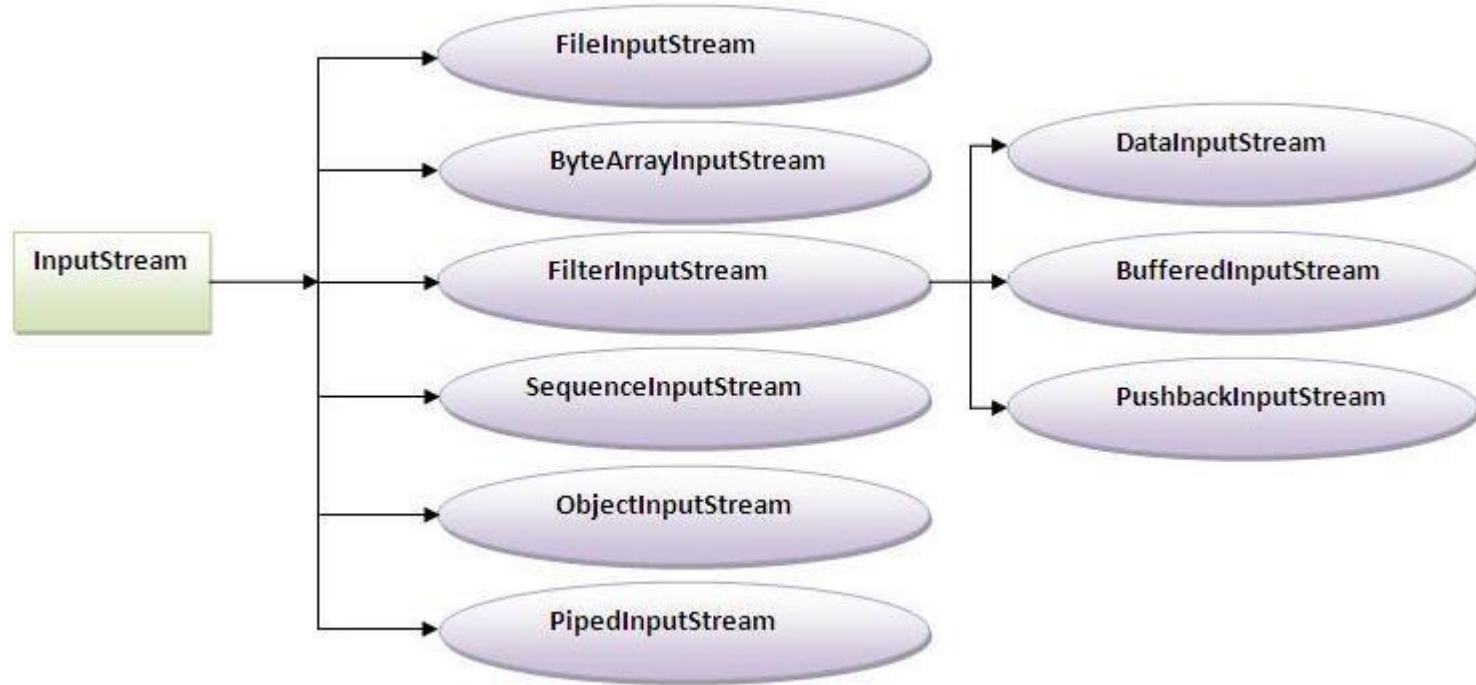 FileInputStream
ByteArrayInputStream
DataInputStream
InputStream
FilterInputStream
BufferedInputStream
SequenceInputStream
PushbackInputStream
ObjectInputStream
PipedInputStream